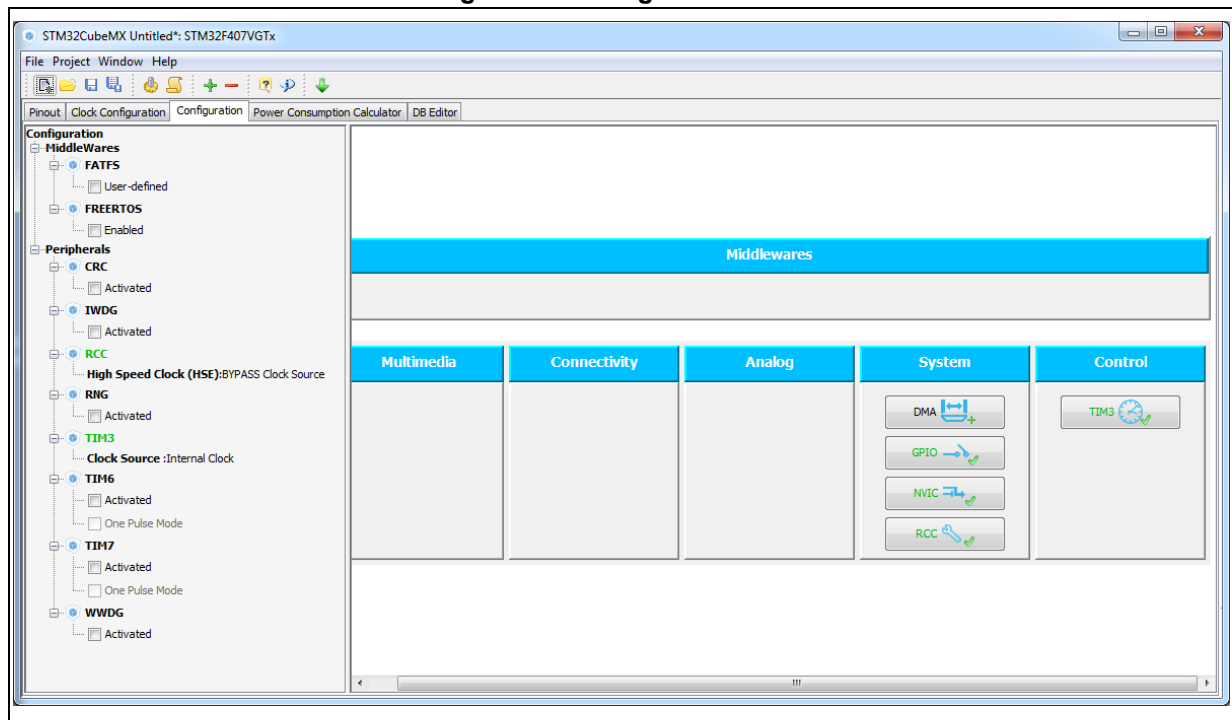 STM32CubeMX Untitled*: STM32F407VGTx
File Project Window Help
Pinout Clock Configuration Configuration Power Consumption Calculator DB Editor
Configuration
MiddleWares
FATFS
User-defined
FREERTOS
Enabled
Peripherals
CRC
Activated
IWDG
Activated
RCC
High Speed Clock (HSE):BYPASS Clock Source
RNG
Activated
TIM3
Clock Source :Internal Clock
TIM6
Activated
One Pulse Mode
TIM7
Activated
One Pulse Mode
WWDG
Activated
Middlewares
Multimedia Connectivity Analog System Control
DMA TIM3
GPIO
NVIC
RCC